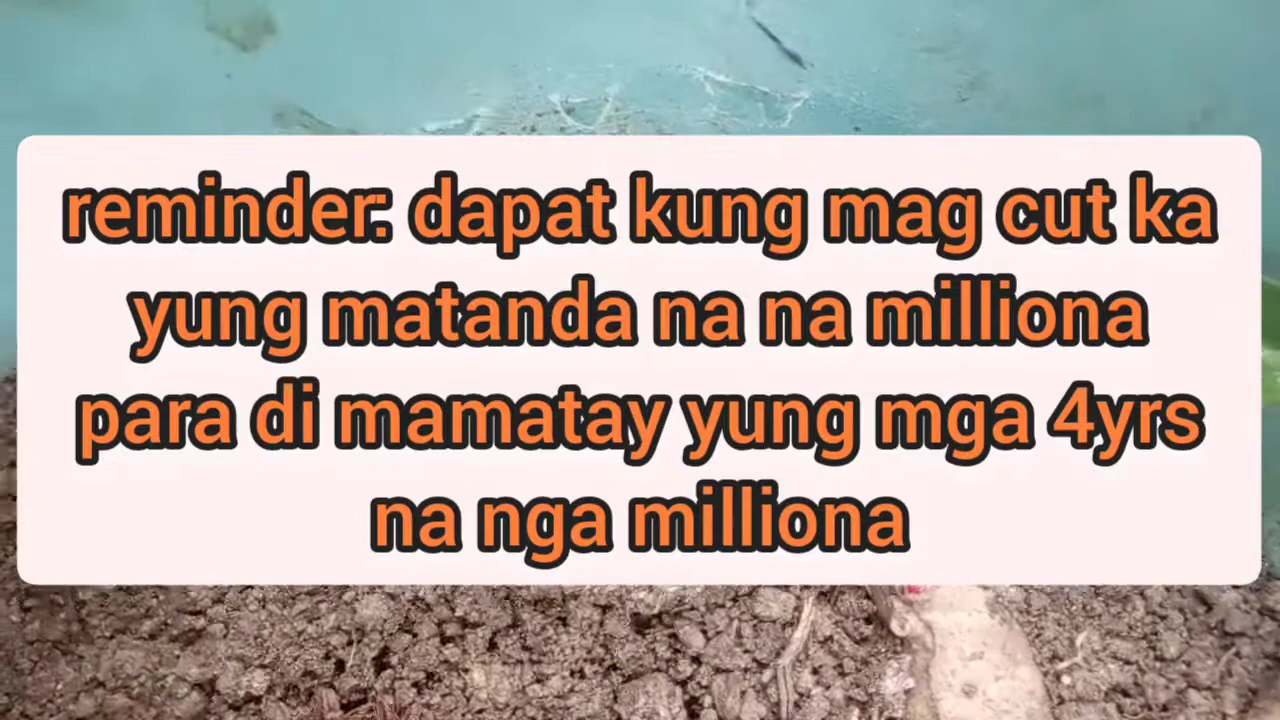 reminder: dapat kung mag cut ka
yung matanda na na milliona
para di mamatay yung mga 4yrs
na nga milliona